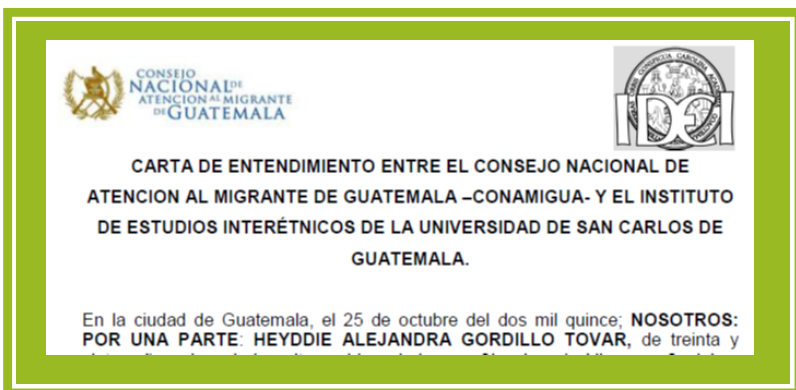 CONSEJO
NACIONAL DE
ATENCION AL MIGRANTE
DE GUATEMALA
IDEI
CARTA DE ENTENDIMIENTO ENTRE EL CONSEJO NACIONAL DE
ATENCION AL MIGRANTE DE GUATEMALA –CONAMIGUA- Y EL INSTITUTO
DE ESTUDIOS INTERÉTNICOS DE LA UNIVERSIDAD DE SAN CARLOS DE
GUATEMALA.
En la ciudad de Guatemala, el 25 de octubre del dos mil quince; NOSOTROS:
POR UNA PARTE: HEYDDIE ALEJANDRA GORDILLO TOVAR, de treinta y